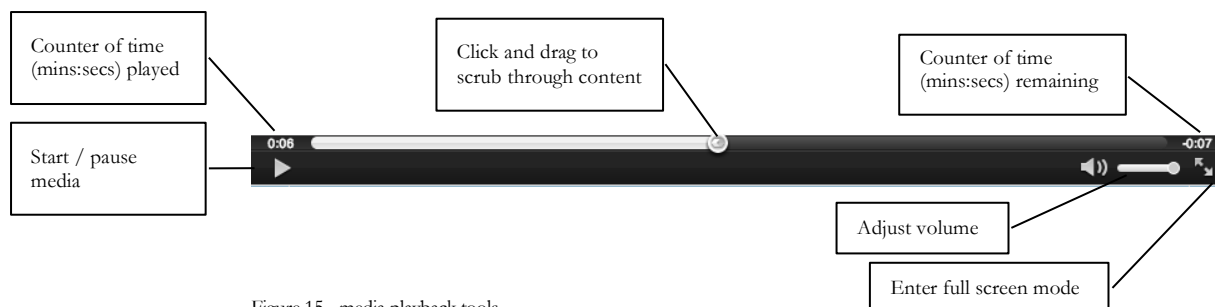 Counter of time
(mins:secs) played
Click and drag to
scrub through content
Counter of time
(mins:secs) remaining
0:06
-0:07
Start / pause
media
Adjust volume
Enter full screen mode
Figure 15 - media playback tools